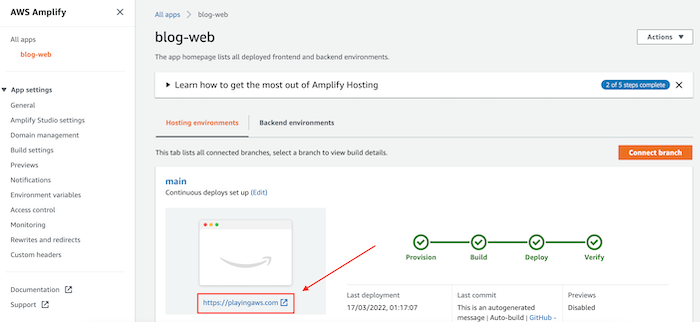 AWS Amplify
All apps
blog-web
App settings
General
Amplify Studio settings
Domain management
Build settings
Previews
Notifications
Environment variables
Access control
Monitoring
Rewrites and redirects
Custom headers
Documentation
Support
All apps > blog-web
blog-web
Actions
The app homepage lists all deployed frontend and backend environments.
Learn how to get the most out of Amplify Hosting
2 of 5 steps complete
Hosting environments
Backend environments
This tab lists all connected branches, select a branch to view build details.
Connect branch
main
Continuous deploys set up (Edit)
https://playingaws.com
Provision
Build
Deploy
Verify
Last deployment
17/03/2022, 01:17:07
Last commit
This is an autogenerated
message | Auto-build | GitHub -
Previews
Disabled